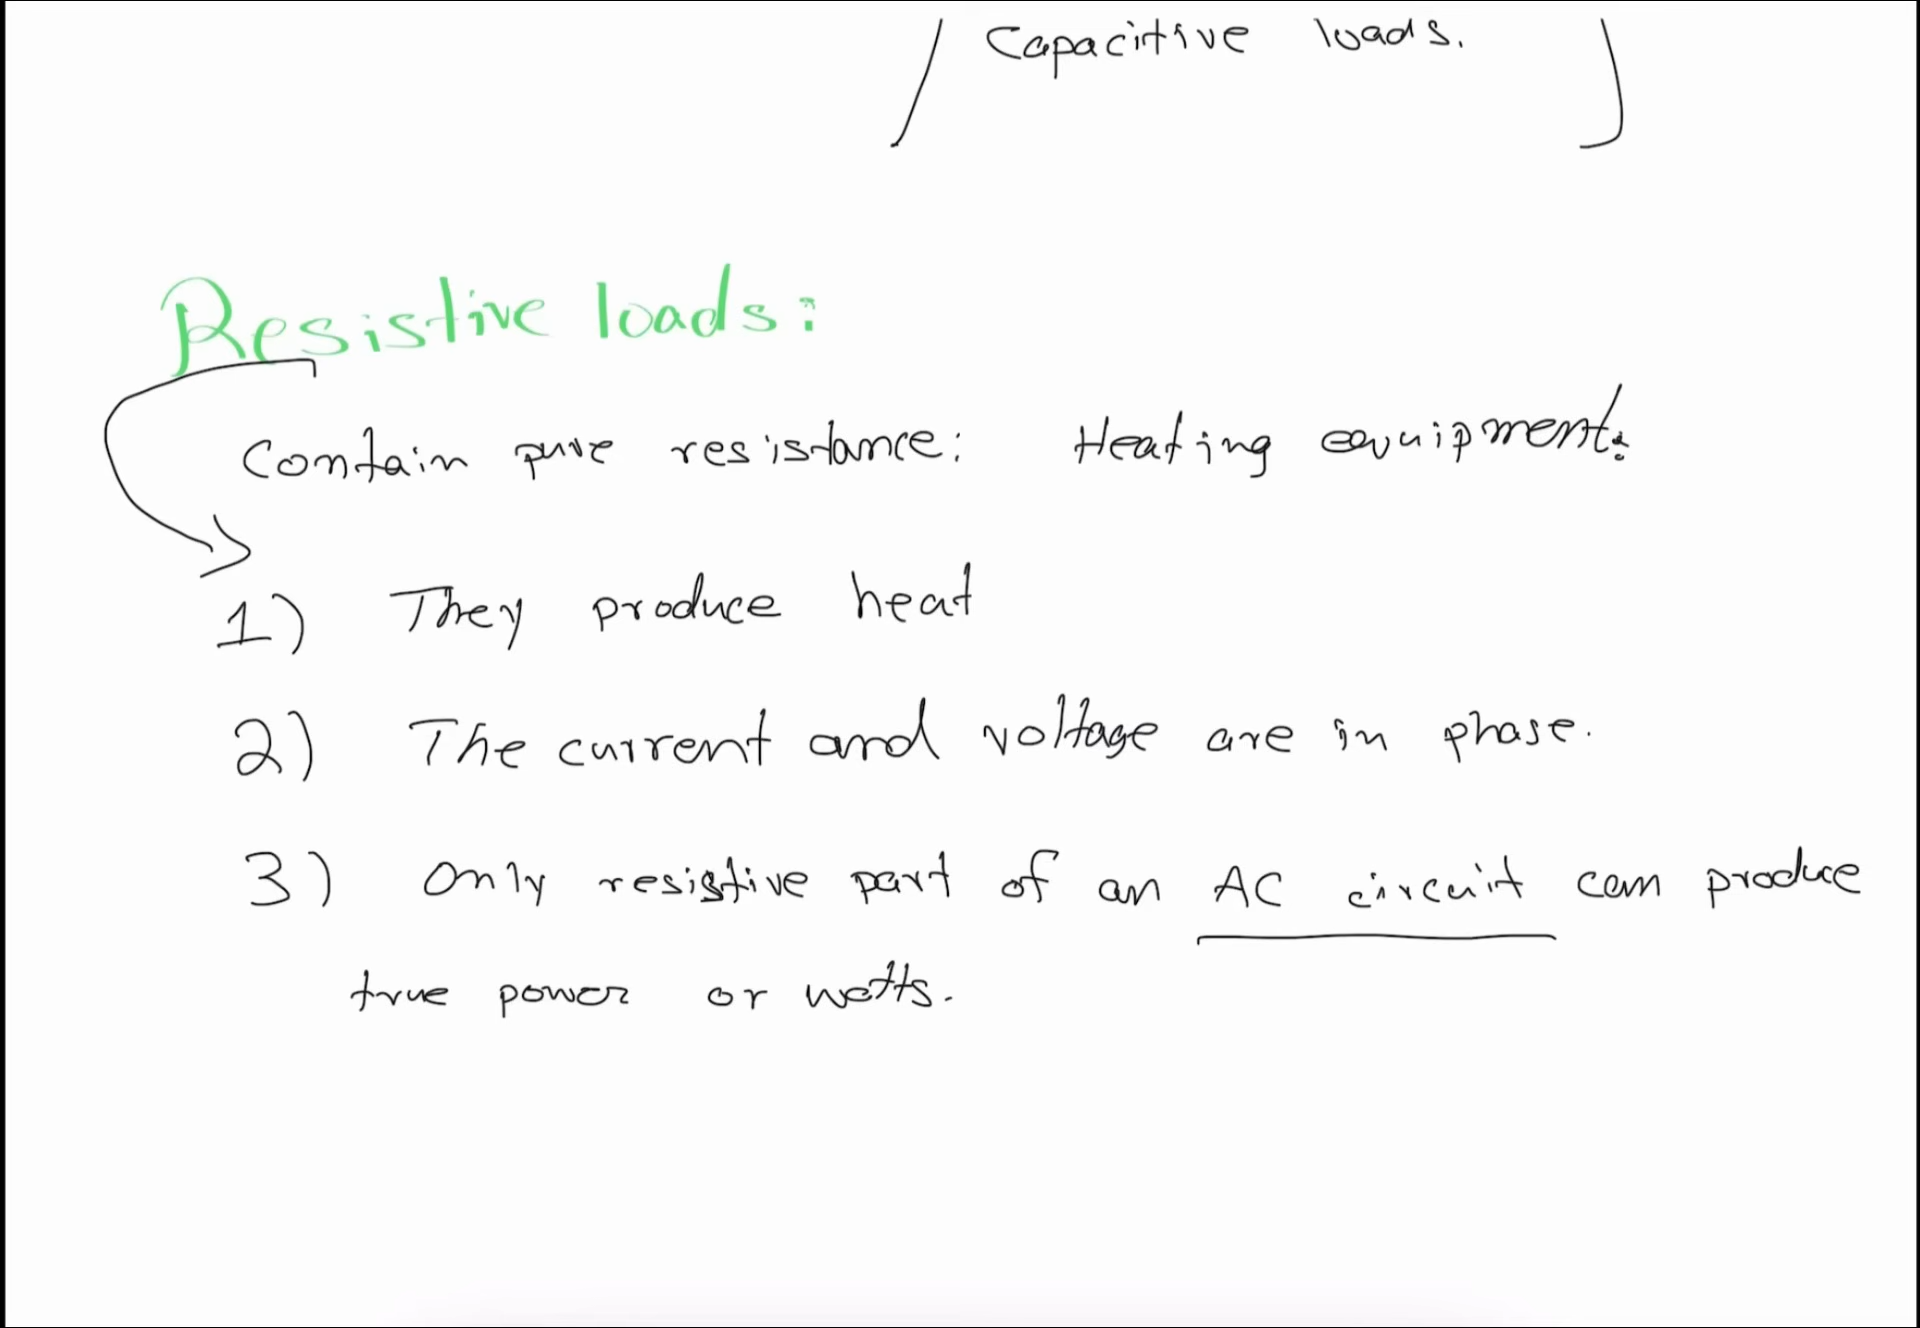 Capacitive loads.
Resistive loads:
Contain pure resistance: Heating equipment.
1) They produce heat
2) The current and voltage are in phase.
3) Only resistive part of an AC circuit can produce
true power or watts.